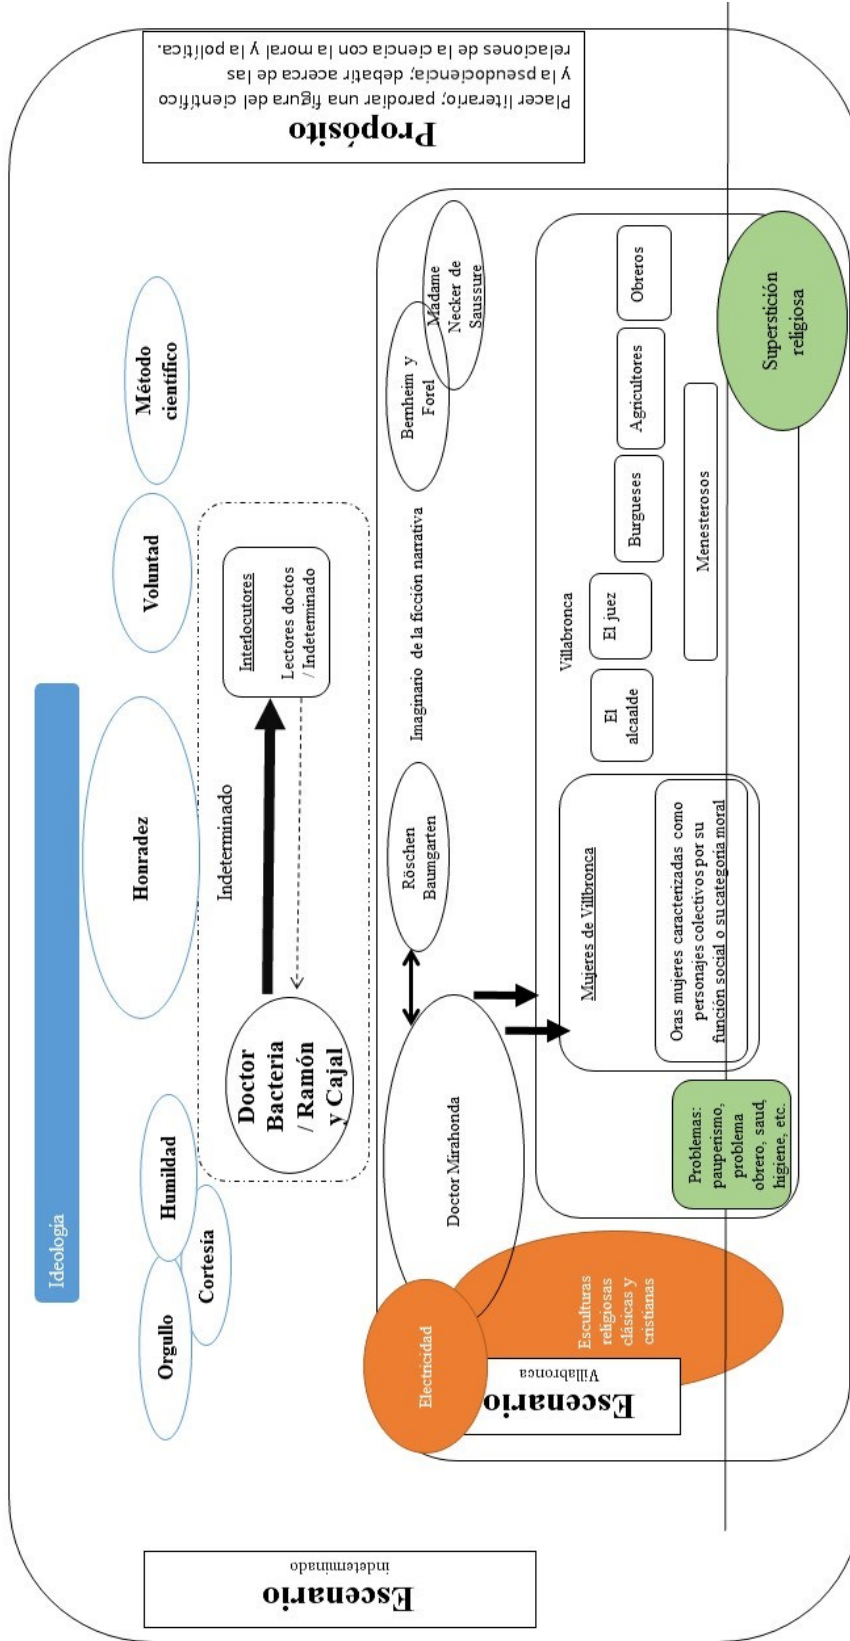 Ideología
Orgullo
Cortesía
Humildad
Honradez
Voluntad
Método
científico
Escenario
indeterminado
Propósito
Placer literario; parodiar una figura del científico
y la pseudociencia; debatir acerca de las
relaciones de la ciencia con la moral y la política.
Indeterminado
Doctor
Bacteria
/ Ramón
y Cajal
Interlocutores
Lectores doctos
/ Indeterminado
Electricidad
Doctor Mirahonda
Röschen
Baumgarten
Imaginario de la ficción narrativa
Bernheim y
Forel
Madame
Necker de
Saussure
Escenario
Villabronca
Esculturas
religiosas
clásicas y
cristianas
Villabronca
Mujeres de Villbronca
Oras mujeres caracterizadas como
personajes colectivos por su
función social o su categoría moral
El
alcaalde
El juez
Burgueses
Agricultores
Obreros
Menesterosos
Problemas:
pauperismo,
problema
obrero, saud,
higiene, etc.
Superstición
religiosa